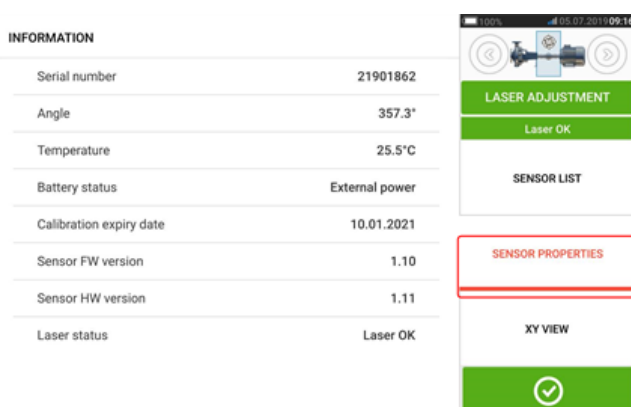 100% 05.07.2019 09:16
INFORMATION
Serial number 21901862
Angle 357.3°
Temperature 25.5°C
Battery status External power
Calibration expiry date 10.01.2021
Sensor FW version 1.10
Sensor HW version 1.11
Laser status Laser OK
LASER ADJUSTMENT
Laser OK
SENSOR LIST
SENSOR PROPERTIES
XY VIEW